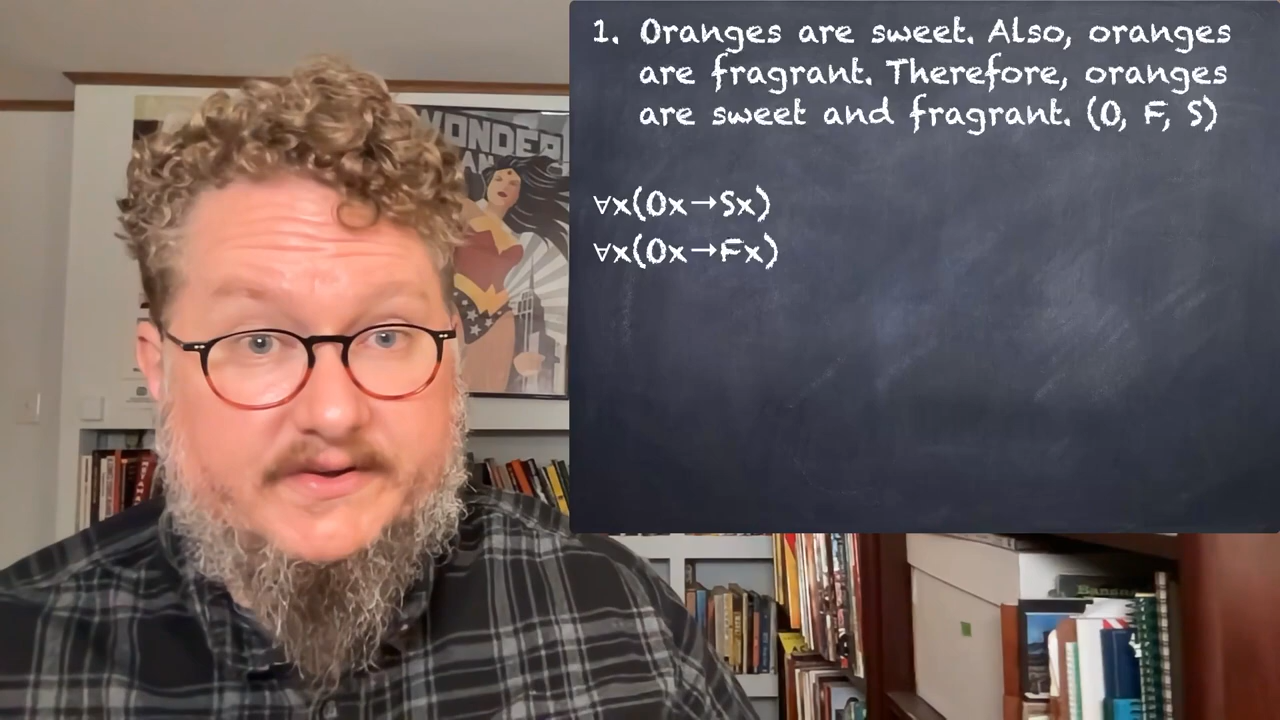 WONDER
1. Oranges are sweet. Also, oranges
are fragrant. Therefore, oranges
are sweet and fragrant. (O, F, S)
∀x(Ox→Sx)
∀x(Ox→Fx)